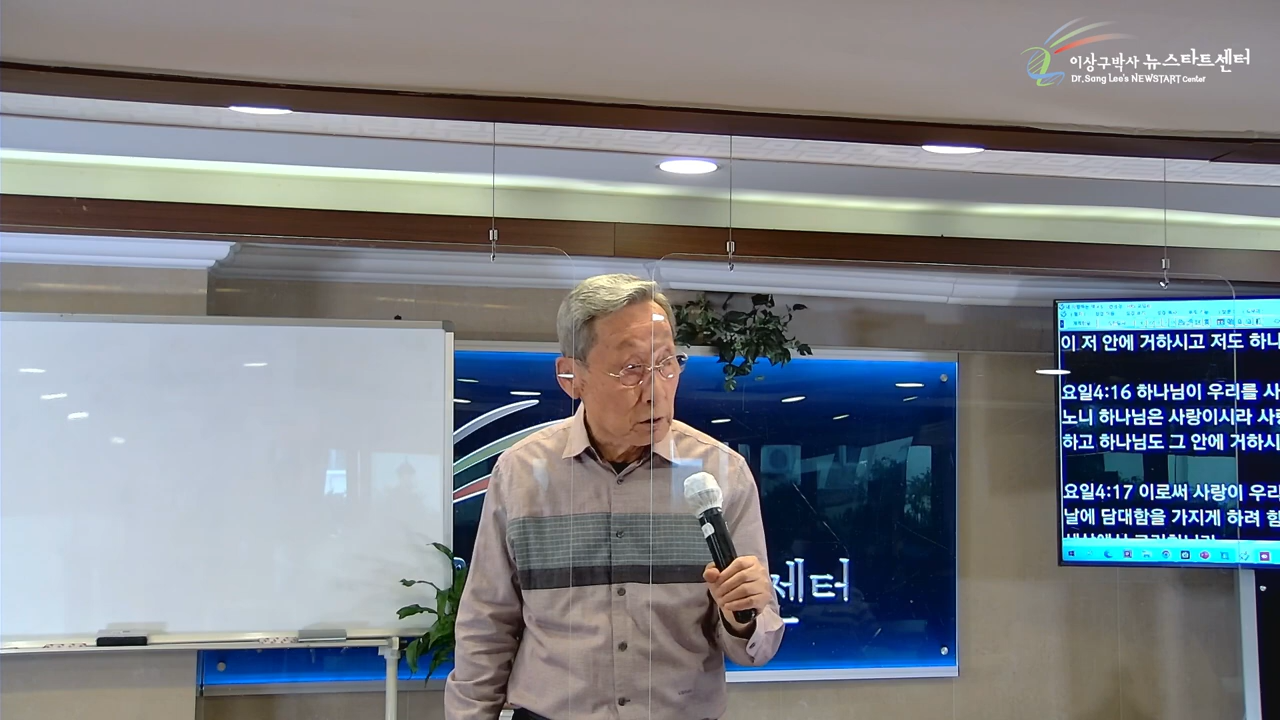 이상구박사 뉴스타트센터
Dr. Sang Lee's NEWSTART Center
이 저 안에 거하시고 저도 하나
요일4:16 하나님이 우리를 사
노니 하나님은 사랑이시라 사랑
하고 하나님도 그 안에 거하시
요일4:17 이로써 사랑이 우리
날에 담대함을 가지게 하려 함
센터